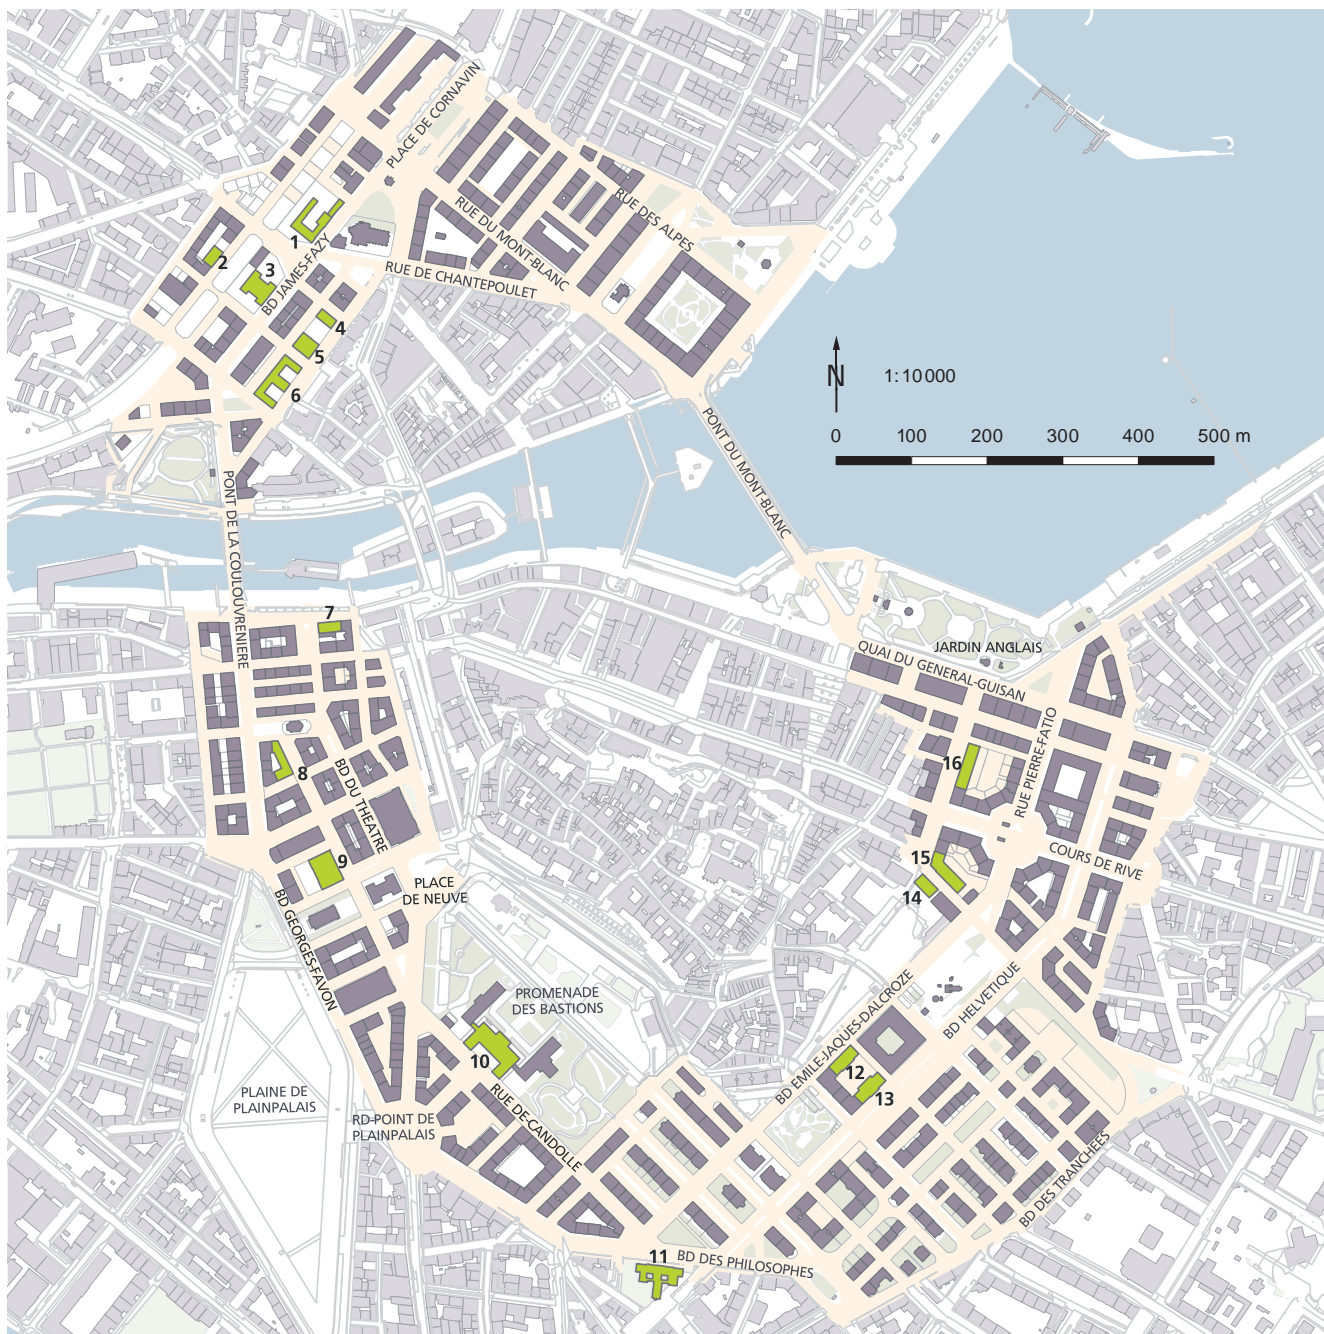 PLACE DE CORNAVIN
RUE DES ALPES
RUE DU MONT-BLANC
1
2
3
BD JAMES-FAZY
RUE DE CHANTEPOULET
4
5
6
N
1: 10 000
0 100 200 300 400 500 m
PONT DU MONT-BLANC
PONT DE LA COULOUVRENIERE
7
JARDIN ANGLAIS
QUAI DU GENERAL-GUISAN
RUE PIERRE-FATIO
8
BD DU THEATRE
16
9
15
COURS DE RIVE
PLACE
DE NEUVE
14
BD GEORGES-FAVON
PROMENADE
DES BASTIONS
BD HELVETIQUE
BD EMILE-JAQUES-DALCROZE
10
12
13
PLAINE DE
PLAINPALAIS
RUE DE-CANDOLLE
RD-POINT DE
PLAINPALAIS
BD DES TRANCHEES
11
BD DES PHILOSOPHES